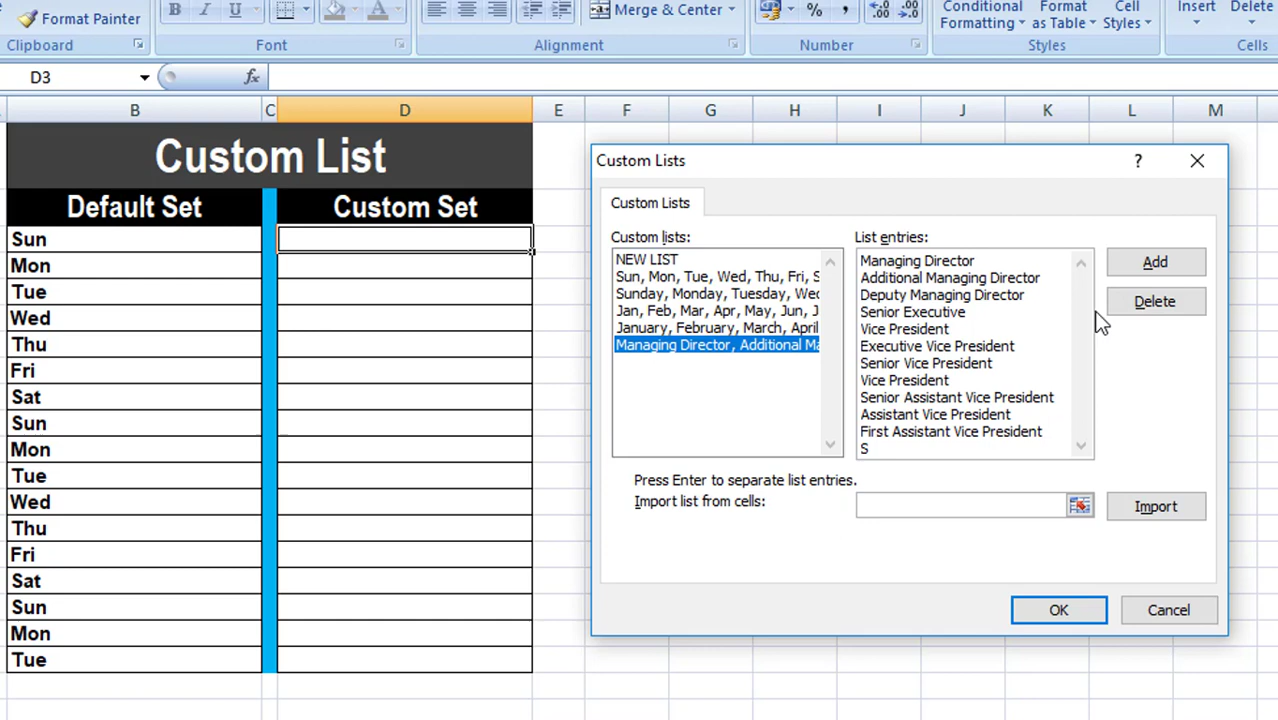 Format Painter
B I U
A
Merge & Center
%
,
Conditional Formatting
Format as Table
Cell Styles
Insert
Delete
Clipboard
Font
Alignment
Number
Styles
Cells
D3
fx
B C D E F G H I J K L M
Custom List
Default Set
Custom Set
Sun
Mon
Tue
Wed
Thu
Fri
Sat
Sun
Mon
Tue
Wed
Thu
Fri
Sat
Sun
Mon
Tue
Custom Lists
?
Custom Lists
Custom lists:
NEW LIST
Sun, Mon, Tue, Wed, Thu, Fri, S
Sunday, Monday, Tuesday, Wed
Jan, Feb, Mar, Apr, May, Jun, J
January, February, March, April
Managing Director, Additional Ma
List entries:
Managing Director
Additional Managing Director
Deputy Managing Director
Senior Executive
Vice President
Executive Vice President
Senior Vice President
Vice President
Senior Assistant Vice President
Assistant Vice President
First Assistant Vice President
S
Add
Delete
Press Enter to separate list entries.
Import list from cells:
Import
OK
Cancel